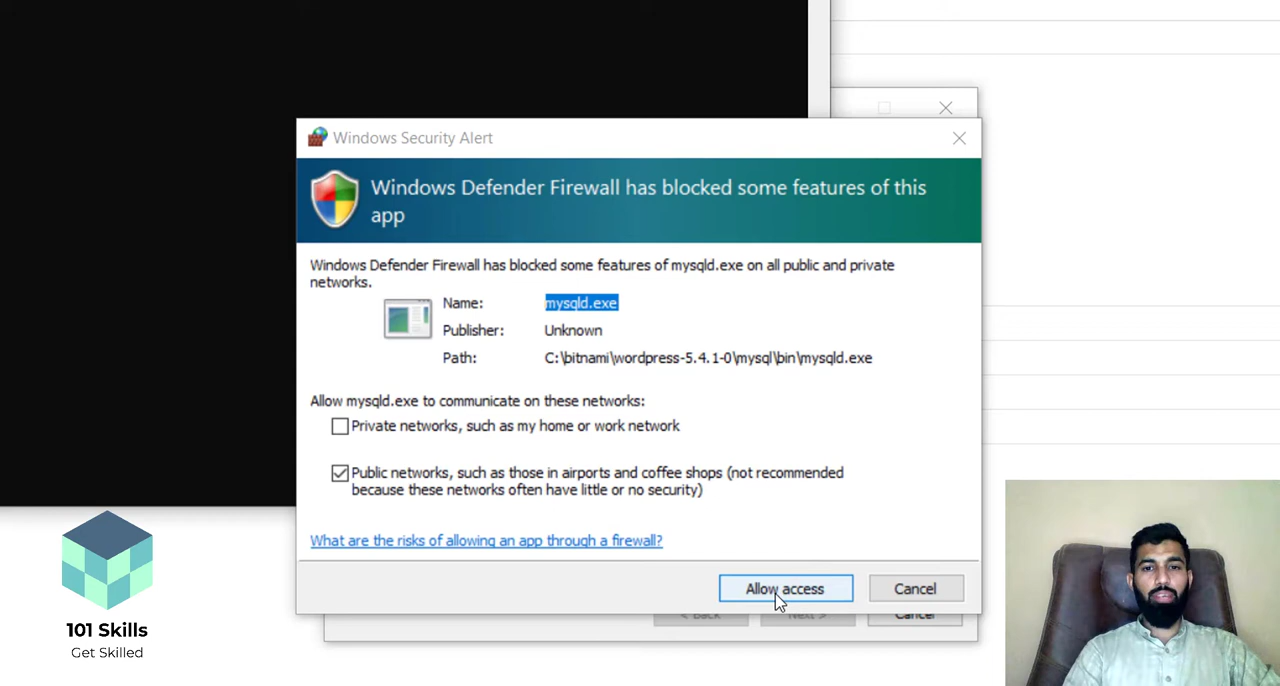 Windows Security Alert
Windows Defender Firewall has blocked some features of this
app
Windows Defender Firewall has blocked some features of mysqld.exe on all public and private
networks.
Name: mysqld.exe
Publisher: Unknown
Path: C:\bitnami\wordpress-5.4.1-0\mysql\bin\mysqld.exe
Allow mysqld.exe to communicate on these networks:
Private networks, such as my home or work network
Public networks, such as those in airports and coffee shops (not recommended
because these networks often have little or no security)
What are the risks of allowing an app through a firewall?
Allow access Cancel
< Back Next > Cancel
101 Skills
Get Skilled